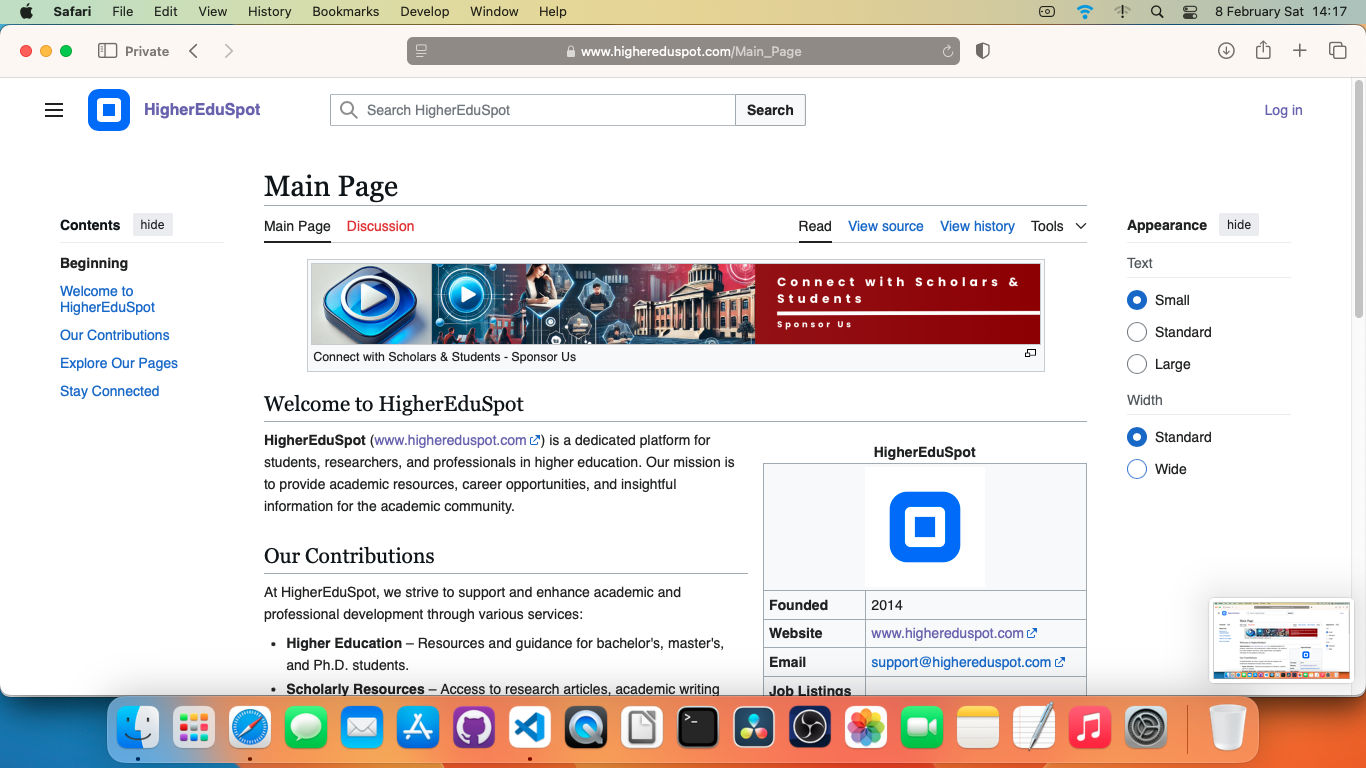 Safari File Edit View History Bookmarks Develop Window Help 8 February Sat 14:17
Private www.highereduspot.com/Main_Page
HigherEduSpot Search HigherEduSpot Search Log in
Main Page
Main Page Discussion Read View source View history Tools
Contents hide
Beginning
Welcome to
HigherEduSpot
Our Contributions
Explore Our Pages
Stay Connected
Connect with Scholars &
Students
Sponsor Us
Connect with Scholars & Students - Sponsor Us
Welcome to HigherEduSpot
HigherEduSpot (www.highereduspot.com) is a dedicated platform for
students, researchers, and professionals in higher education. Our mission is
to provide academic resources, career opportunities, and insightful
information for the academic community.
Our Contributions
At HigherEduSpot, we strive to support and enhance academic and
professional development through various services:
• Higher Education – Resources and guidance for bachelor's, master's,
and Ph.D. students.
• Scholarly Resources – Access to research articles, academic writing
HigherEduSpot
Founded 2014
Website www.highereduspot.com
Email support@highereduspot.com
Job Listings
Appearance hide
Text
Small
Standard
Large
Width
Standard
Wide